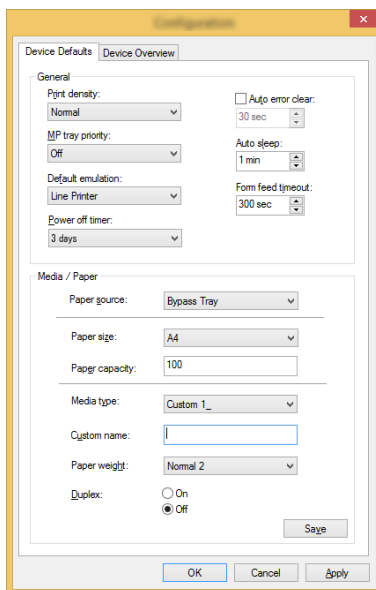 Configuration
Device Defaults Device Overview
General
Print density:
Normal
MP tray priority:
Off
Default emulation:
Line Printer
Power off timer:
3 days
Auto error clear:
30 sec
Auto sleep:
1 min
Form feed timeout:
300 sec
Media / Paper
Paper source: Bypass Tray
Paper size: A4
Paper capacity: 100
Media type: Custom 1_
Custom name:
Paper weight: Normal 2
Duplex: On
Off
Save
OK Cancel Apply